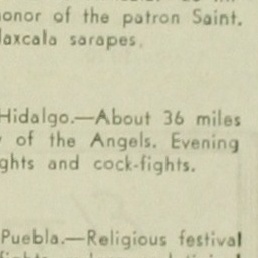 onor of the patron Saint.
laxcala sarapes.
Hidalgo.—About 36 miles
of the Angels. Evening
ghts and cock-fights.
Puebla.—Religious festival